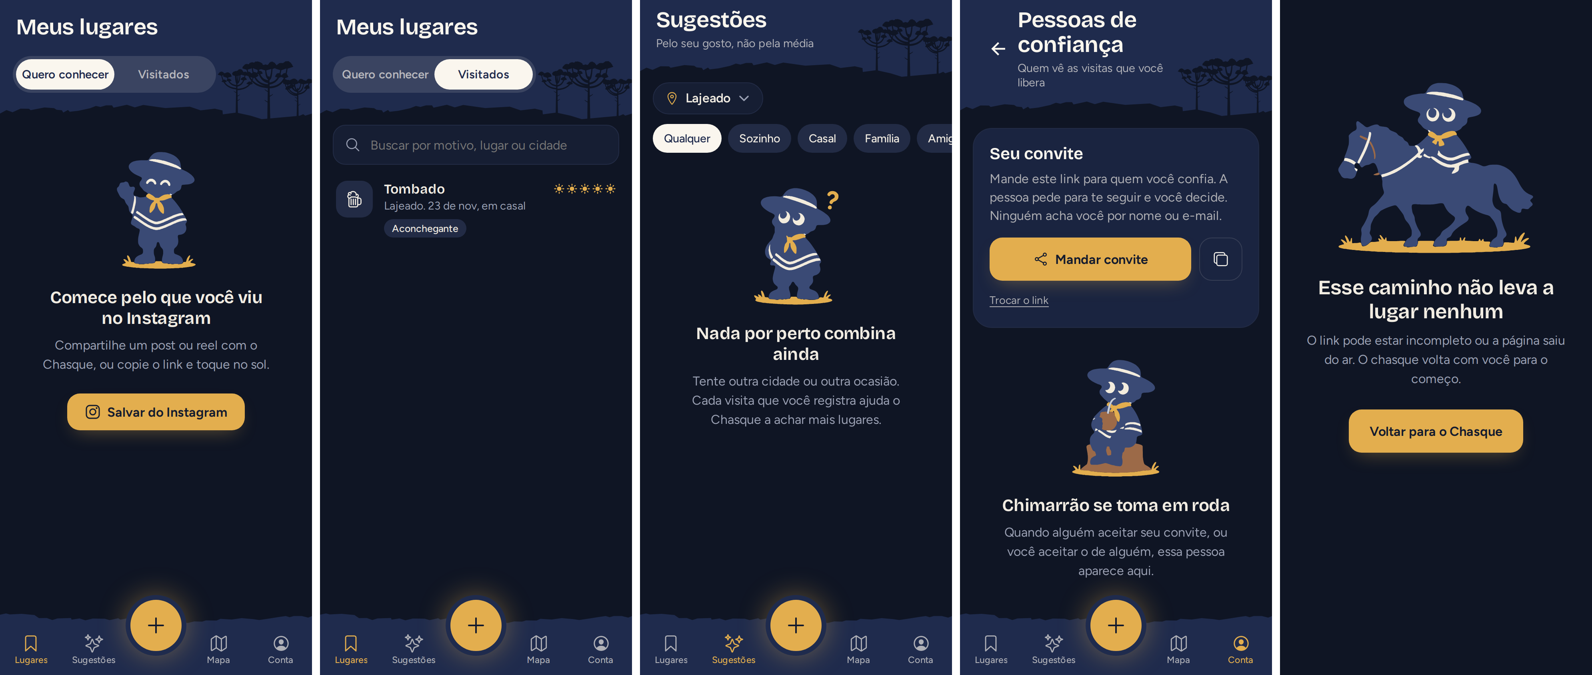 Meus lugares
Quero conhecer
Visitados
Comece pelo que você viu
no Instagram
Compartilhe um post ou reel com o
Chasque, ou copie o link e toque no sol.
Salvar do Instagram
Lugares
Sugestões
Mapa
Conta
Meus lugares
Quero conhecer
Visitados
Buscar por motivo, lugar ou cidade
Tombado
Lajeado. 23 de nov, em casal
Aconchegante
Lugares
Sugestões
Mapa
Conta
Sugestões
Pelo seu gosto, não pela média
Lajeado
Qualquer
Sozinho
Casal
Família
Amig
?
Nada por perto combina
ainda
Tente outra cidade ou outra ocasião.
Cada visita que você registra ajuda o
Chasque a achar mais lugares.
Lugares
Sugestões
Mapa
Conta
Pessoas de
confiança
Quem vê as visitas que você
libera
Seu convite
Mande este link para quem você confia. A
pessoa pede para te seguir e você decide.
Ninguém acha você por nome ou e-mail.
Mandar convite
Trocar o link
Chimarrão se toma em roda
Quando alguém aceitar seu convite, ou
você aceitar o de alguém, essa pessoa
aparece aqui.
Lugares
Sugestões
Mapa
Conta
Esse caminho não leva a
lugar nenhum
O link pode estar incompleto ou a página saiu
do ar. O chasque volta com você para o
começo.
Voltar para o Chasque